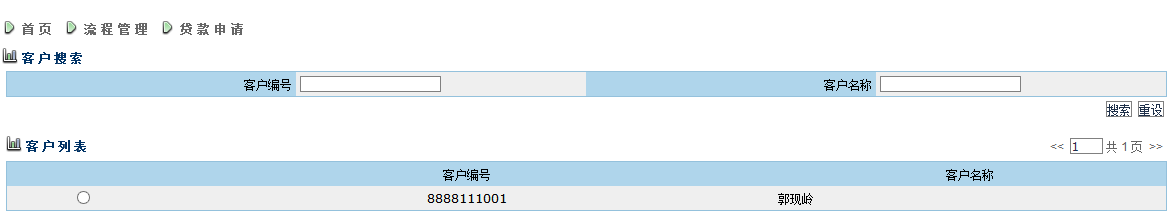 首页 流程管理 贷款申请
客户搜索
客户编号 客户名称
搜索 重设
客户列表 << 1 共 1 页 >>
客户编号 客户名称
8888111001 郭现岭